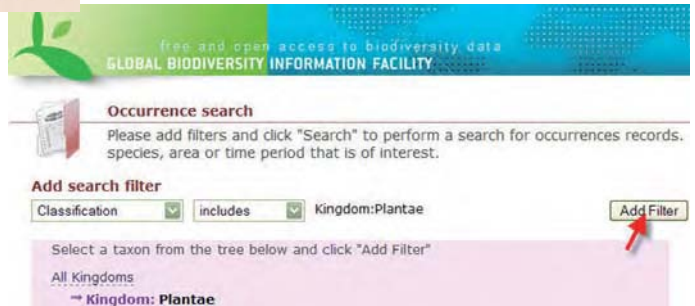 free and open access to biodiversity data
GLOBAL BIODIVERSITY INFORMATION FACILITY
Occurrence search
Please add filters and click "Search" to perform a search for occurrences records.
species, area or time period that is of interest.
Add search filter
Classification includes Kingdom:Plantae Add Filter
Select a taxon from the tree below and click "Add Filter"
All Kingdoms
→ Kingdom: Plantae